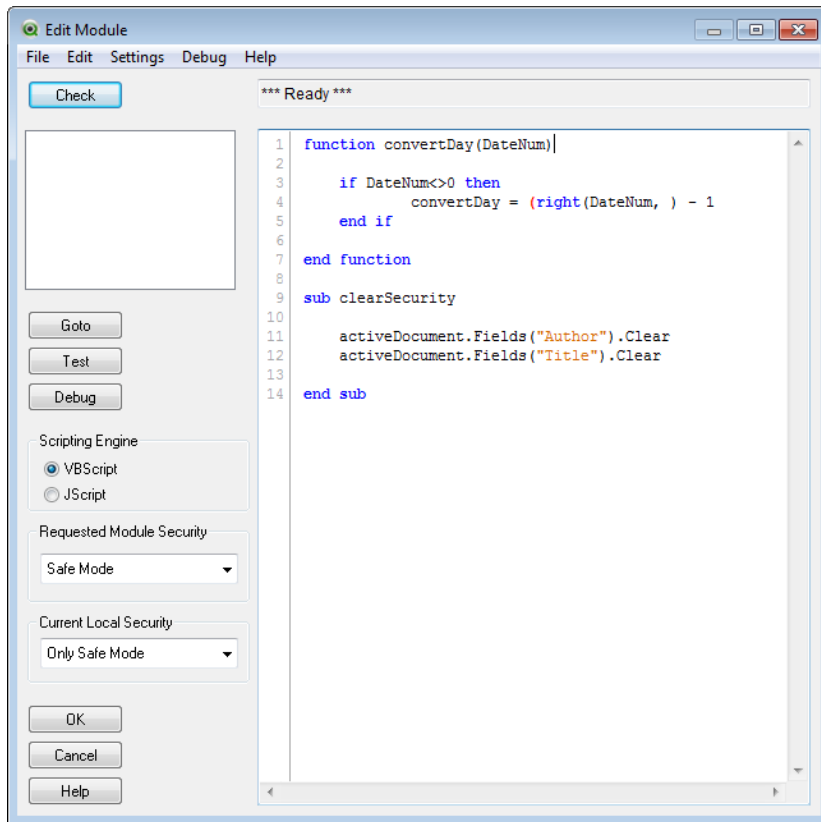 Edit Module
File Edit Settings Debug Help
Check
*** Ready ***
1 function convertDay(DateNum)
2
3 if DateNum<>0 then
4 convertDay = (right(DateNum, ) - 1
5 end if
6
7 end function
8
9 sub clearSecurity
10
11 activeDocument.Fields("Author").Clear
12 activeDocument.Fields("Title").Clear
13
14 end sub
Goto
Test
Debug
Scripting Engine
VBScript
JScript
Requested Module Security
Safe Mode
Current Local Security
Only Safe Mode
OK
Cancel
Help